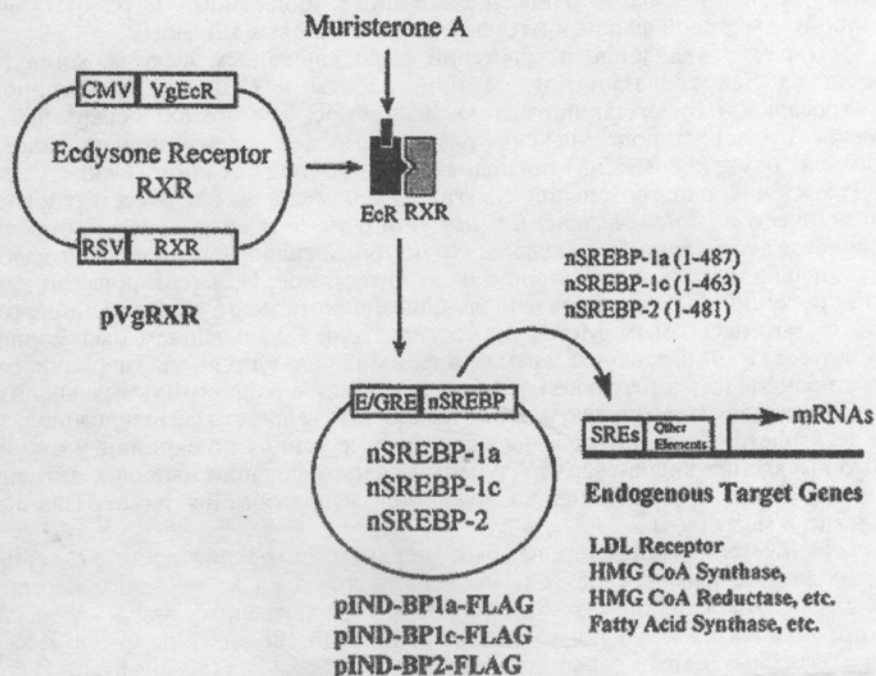 Muristerone A
CMV VgEcR
Ecdysone Receptor
RXR
RSV RXR
pVgRXR
EcR RXR
nSREBP-1a (1-487)
nSREBP-1c (1-463)
nSREBP-2 (1-481)
E/GRE nSREBP
nSREBP-1a
nSREBP-1c
nSREBP-2
pIND-BP1a-FLAG
pIND-BP1c-FLAG
pIND-BP2-FLAG
SREs Other
Elements
mRNAs
Endogenous Target Genes
LDL Receptor
HMG CoA Synthase,
HMG CoA Reductase, etc.
Fatty Acid Synthase, etc.